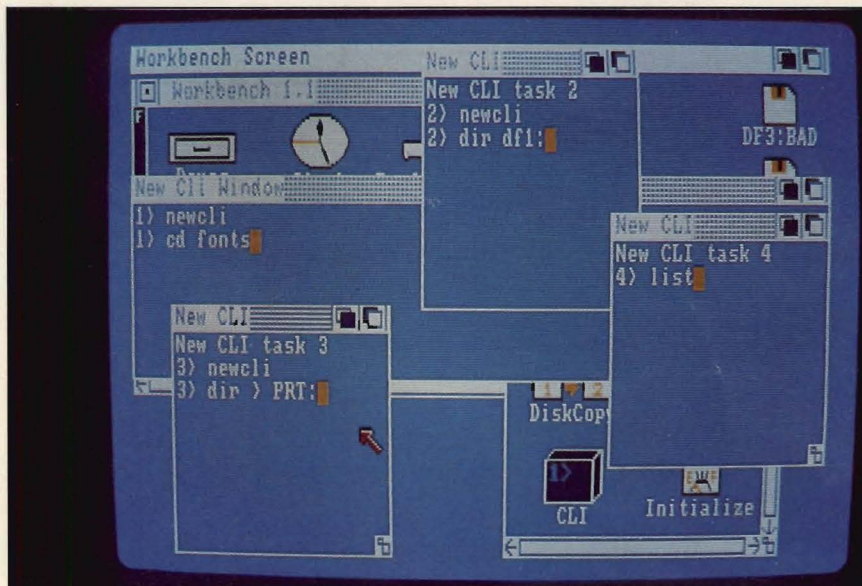 Workbench Screen
Workbench 1.1
F
DF3:BAD
New CLI
New CLI task 2
2> newcli
2> dir df1:
New Cli Window
1> newcli
1> cd fonts
New CLI
New CLI task 4
4> list
New CLI
New CLI task 3
3> newcli
3> dir > PRT:
1 2
DiskCopy
1>
CLI
Initialize